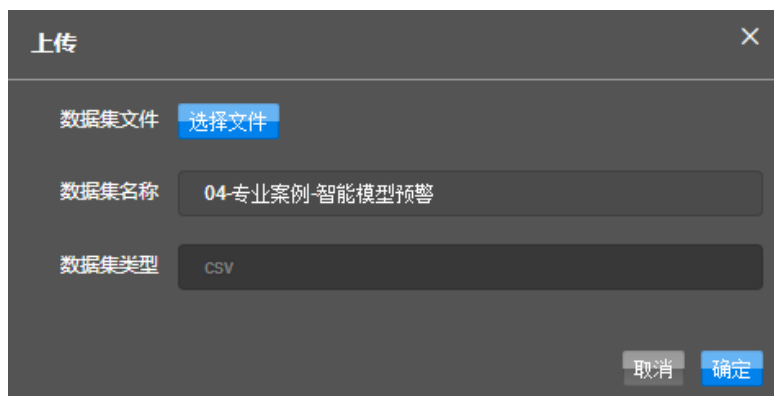 上传
数据集文件 选择文件
数据集名称 04-专业案例-智能模型预警
数据集类型 csv
取消 确定